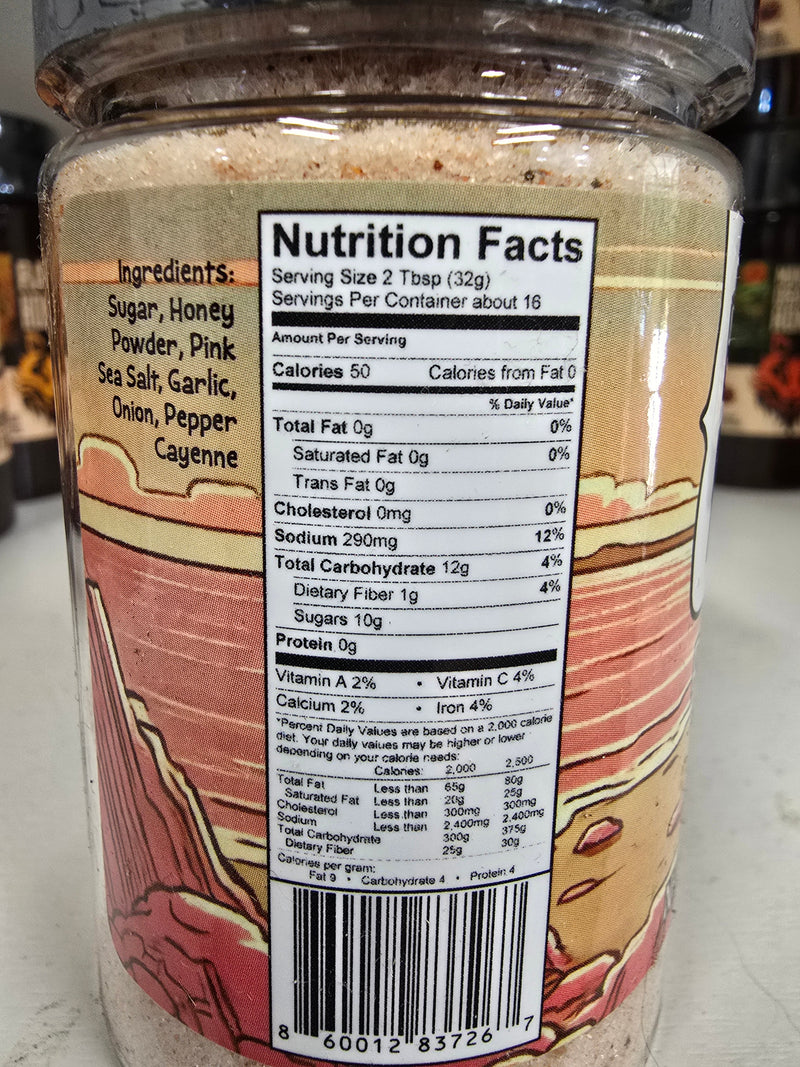 Ingredients:
Sugar, Honey
Powder, Pink
Sea Salt, Garlic,
Onion, Pepper
Cayenne
Nutrition Facts
Serving Size 2 Tbsp (32g)
Servings Per Container about 16
Amount Per Serving
Calories 50 Calories from Fat 0
% Daily Value*
Total Fat 0g 0%
Saturated Fat 0g 0%
Trans Fat 0g
Cholesterol 0mg 0%
Sodium 290mg 12%
Total Carbohydrate 12g 4%
Dietary Fiber 1g 4%
Sugars 10g
Protein 0g
Vitamin A 2% • Vitamin C 4%
Calcium 2% • Iron 4%
*Percent Daily Values are based on a 2,000 calorie
diet. Your daily values may be higher or lower
depending on your calorie needs:
Calories: 2,000 2,500
Total Fat Less than 65g 80g
Saturated Fat Less than 20g 25g
Cholesterol Less than 300mg 300mg
Sodium Less than 2,400mg 2,400mg
Total Carbohydrate 300g 375g
Dietary Fiber 25g 30g
Calories per gram:
Fat 9 • Carbohydrate 4 • Protein 4
8 60012 83726 7